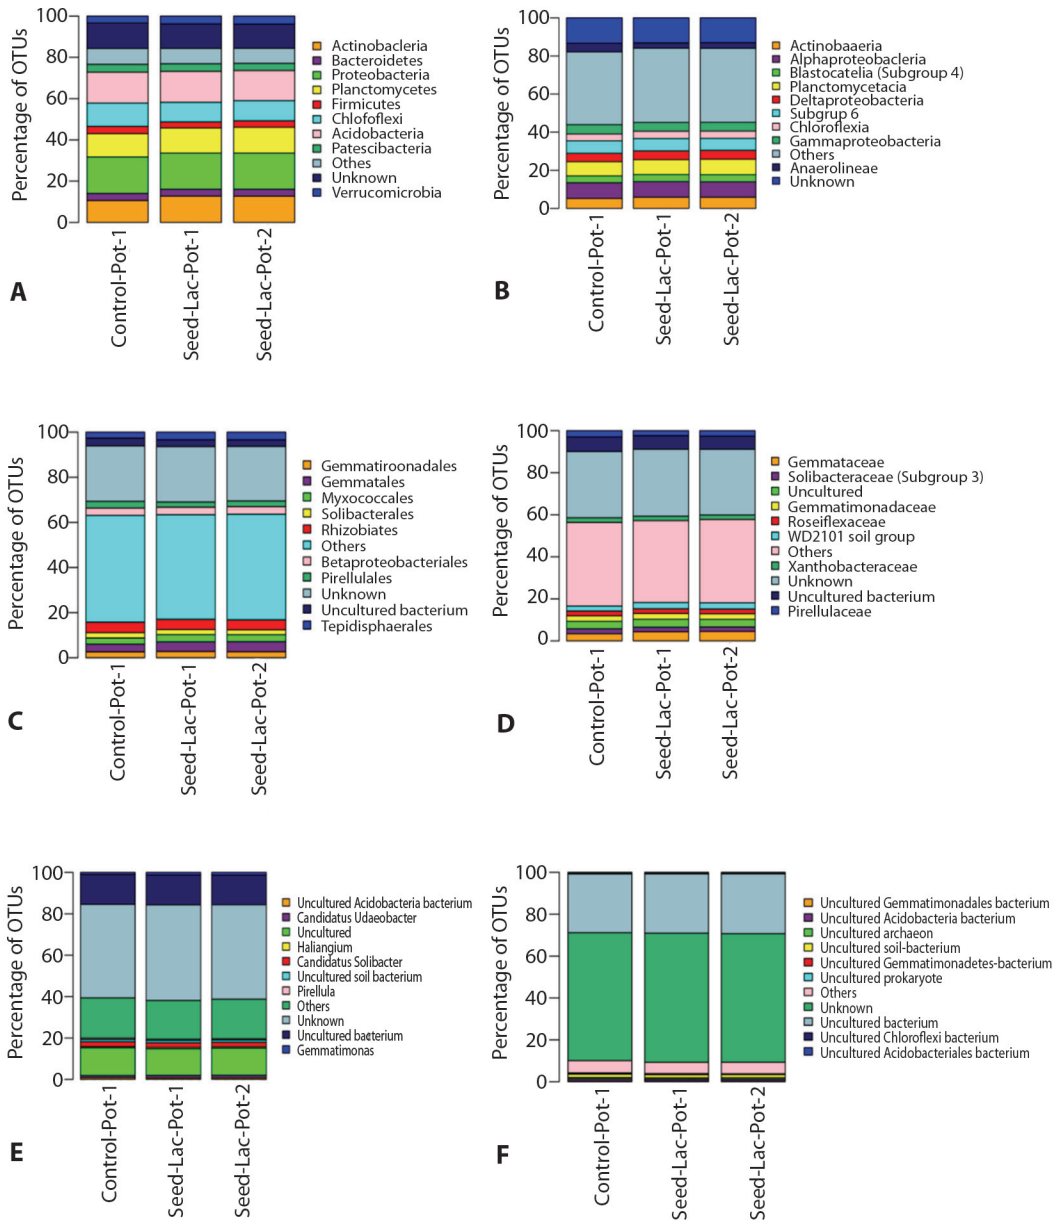 Percentage of OTUs
100
80
60
40
20
0
Control-Pot-1
Seed-Lac-Pot-1
Seed-Lac-Pot-2
Actinobacleria
Bacteroidetes
Proteobacteria
Planctomycetes
Firmicutes
Chlofoflexi
Acidobacteria
Patescibacteria
Othes
Unknown
Verrucomicrobia
A
Percentage of OTUs
100
80
60
40
20
0
Control-Pot-1
Seed-Lac-Pot-1
Seed-Lac-Pot-2
Actinobaaeria
Alphaproteobacleria
Blastocatelia (Subgroup 4)
Planctomycetacia
Deltaproteobacteria
Subgrup 6
Chloroflexia
Gammaproteobacteria
Others
Anaerolineae
Unknown
B
Percentage of OTUs
100
80
60
40
20
0
Control-Pot-1
Seed-Lac-Pot-1
Seed-Lac-Pot-2
Gemmatiroonadales
Gemmatales
Myxococcales
Solibacterales
Rhizobiates
Others
Betaproteobacteriales
Pirellulales
Unknown
Uncultured bacterium
Tepidisphaerales
C
Percentage of OTUs
100
80
60
40
20
0
Control-Pot-1
Seed-Lac-Pot-1
Seed-Lac-Pot-2
Gemmataceae
Solibacteraceae (Subgroup 3)
Uncultured
Gemmatimonadaceae
Roseiflexaceae
WD2101 soil group
Others
Xanthobacteraceae
Unknown
Uncultured bacterium
Pirellulaceae
D
Percentage of OTUs
100
80
60
40
20
0
Control-Pot-1
Seed-Lac-Pot-1
Seed-Lac-Pot-2
Uncultured Acidobacteria bacterium
Candidatus Udaeobacter
Uncultured
Haliangium
Candidatus Solibacter
Uncultured soil bacterium
Pirellula
Others
Unknown
Uncultured baeterium
Gemmatimonas
E
Percentage of OTUs
100
80
60
40
20
0
Control-Pot-1
Seed-Lac-Pot-1
Seed-Lac-Pot-2
Uncultured Gemmatimonadales bacterium
Uncultured Acidobacteria bacterium
Uncultured archaeon
Uncultured soil-bacterium
Uncultured Gemmatimonadetes-bacterium
Uncultured prokaryote
Others
Unknown
Uncultured bacterium
Uncultured Chloroflexi bacterium
Uncultured Acidobacteriales bacterium
F